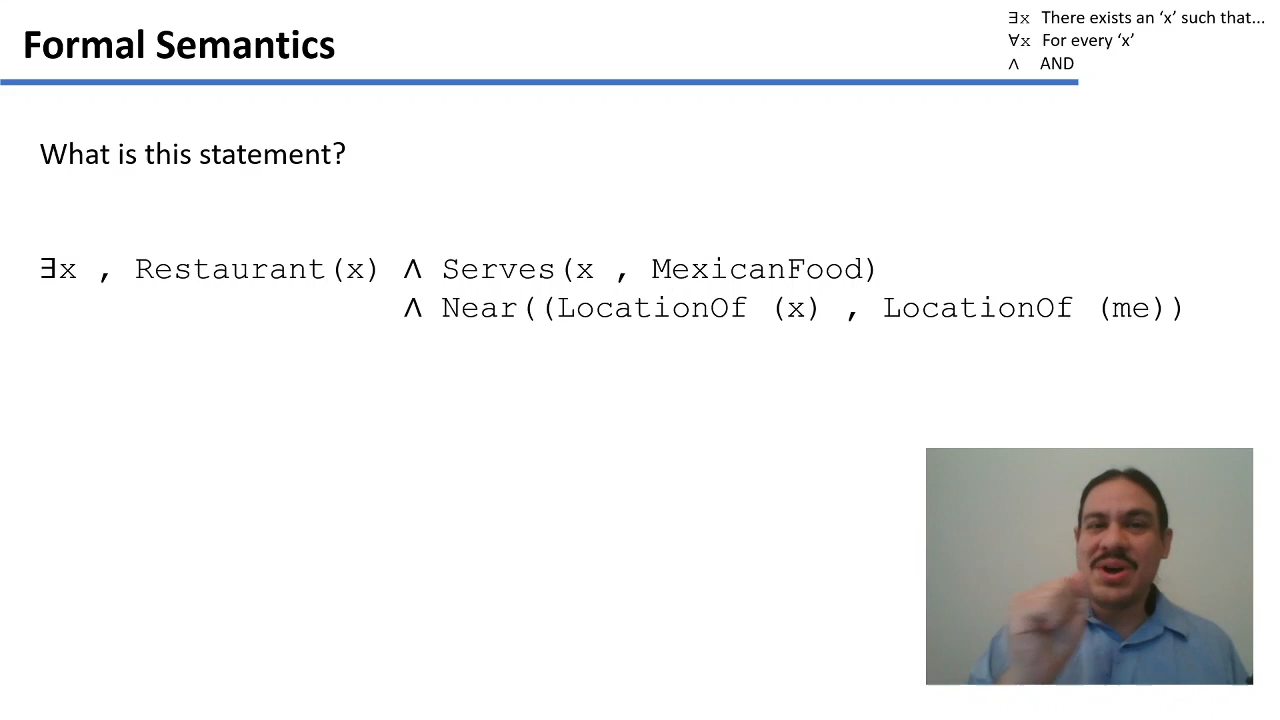 Formal Semantics
∃x There exists an ‘x’ such that...
∀x For every ‘x’
∧ AND
What is this statement?
∃x , Restaurant(x) ∧ Serves(x , MexicanFood)
∧ Near((LocationOf (x) , LocationOf (me))